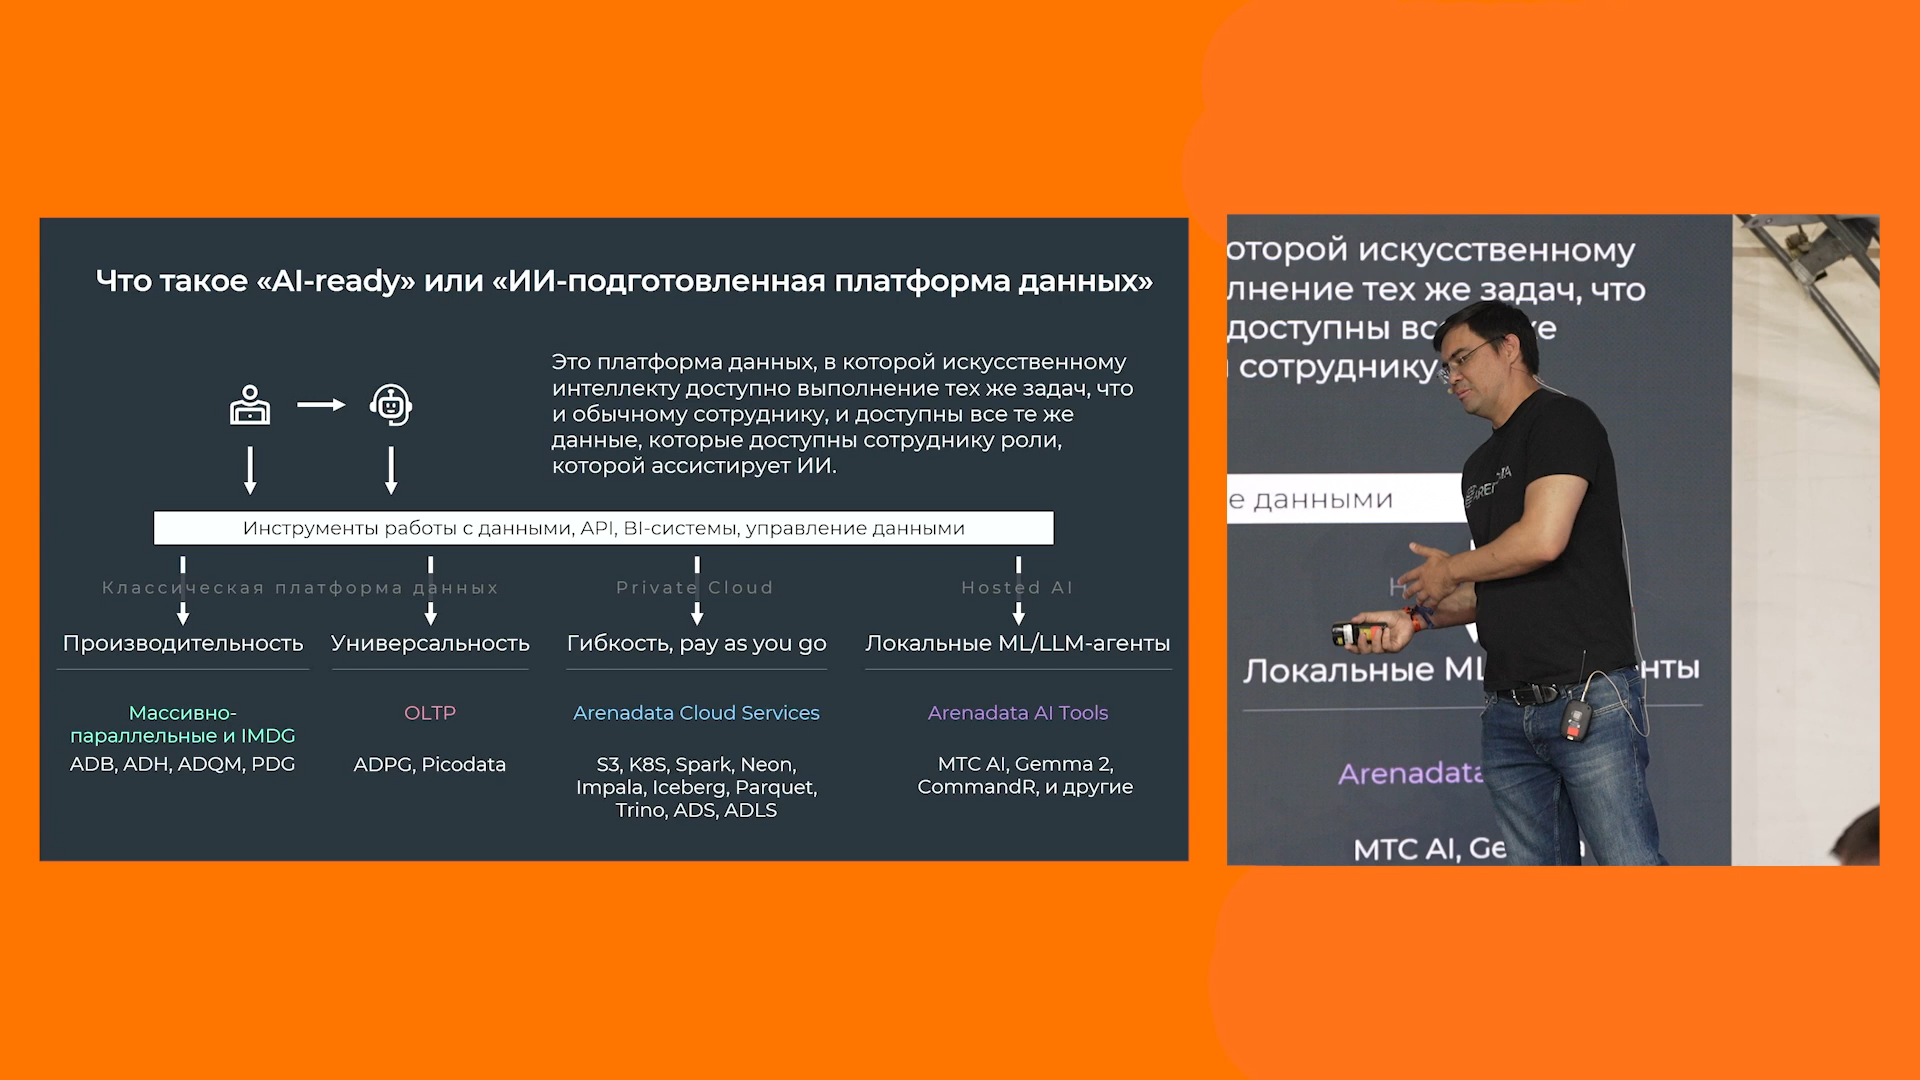 Что такое «AI-ready» или «ИИ-подготовленная платформа данных»
Это платформа данных, в которой искусственному
интеллекту доступно выполнение тех же задач, что
и обычному сотруднику, и доступны все те же
данные, которые доступны сотруднику роли,
которой ассистирует ИИ.
Инструменты работы с данными, API, BI-системы, управление данными
Классическая платформа данных
Private Cloud
Hosted AI
Производительность
Универсальность
Гибкость, pay as you go
Локальные ML/LLM-агенты
Массивно-
параллельные и IMDG
ADB, ADH, ADQM, PDG
OLTP
ADPG, Picodata
Arenadata Cloud Services
S3, K8S, Spark, Neon,
Impala, Iceberg, Parquet,
Trino, ADS, ADLS
Arenadata AI Tools
МТС AI, Gemma 2,
CommandR, и другие
оторой искусственному
лнение тех же задач, что
доступны вс е
сотруднику
е данными
H
Локальные ML нты
Arenadata
МТС AI, Ge a
ARENADATA